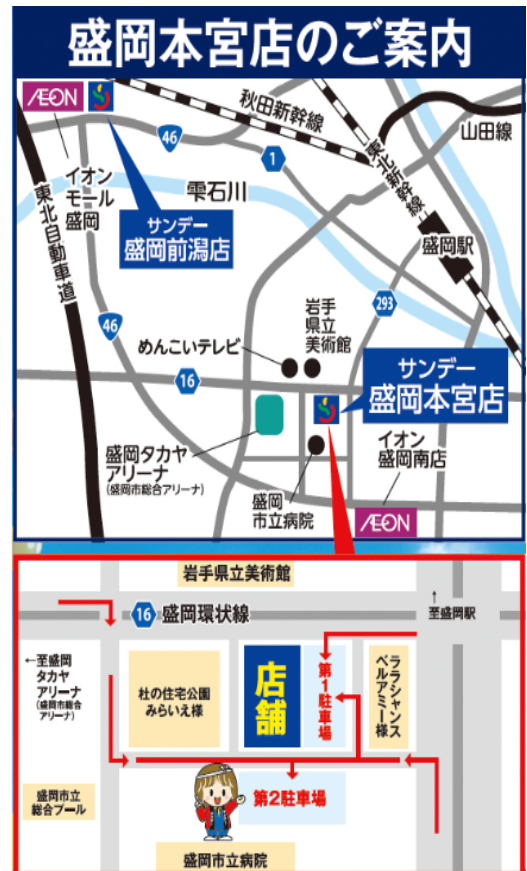 盛岡本宮店のご案内
ÆON
46
秋田新幹線
山田線
イオン
モール
盛岡
1
東北新幹線
雫石川
サンデー
盛岡前潟店
東北自動車道
盛岡駅
293
岩手
県立
美術館
46
めんこいテレビ
16
サンデー
盛岡本宮店
盛岡タカヤ
アリーナ
(盛岡市総合アリーナ)
イオン
盛岡南店
盛岡
市立病院
ÆON
岩手県立美術館
16 盛岡環状線
↑
至盛岡駅
←至盛岡
タカヤ
アリーナ
(盛岡市総合
アリーナ)
杜の住宅公園
みらいえ様
店舗
第1駐車場
ララシャンス
ベルアミー様
盛岡市立
総合プール
第2駐車場
盛岡市立病院